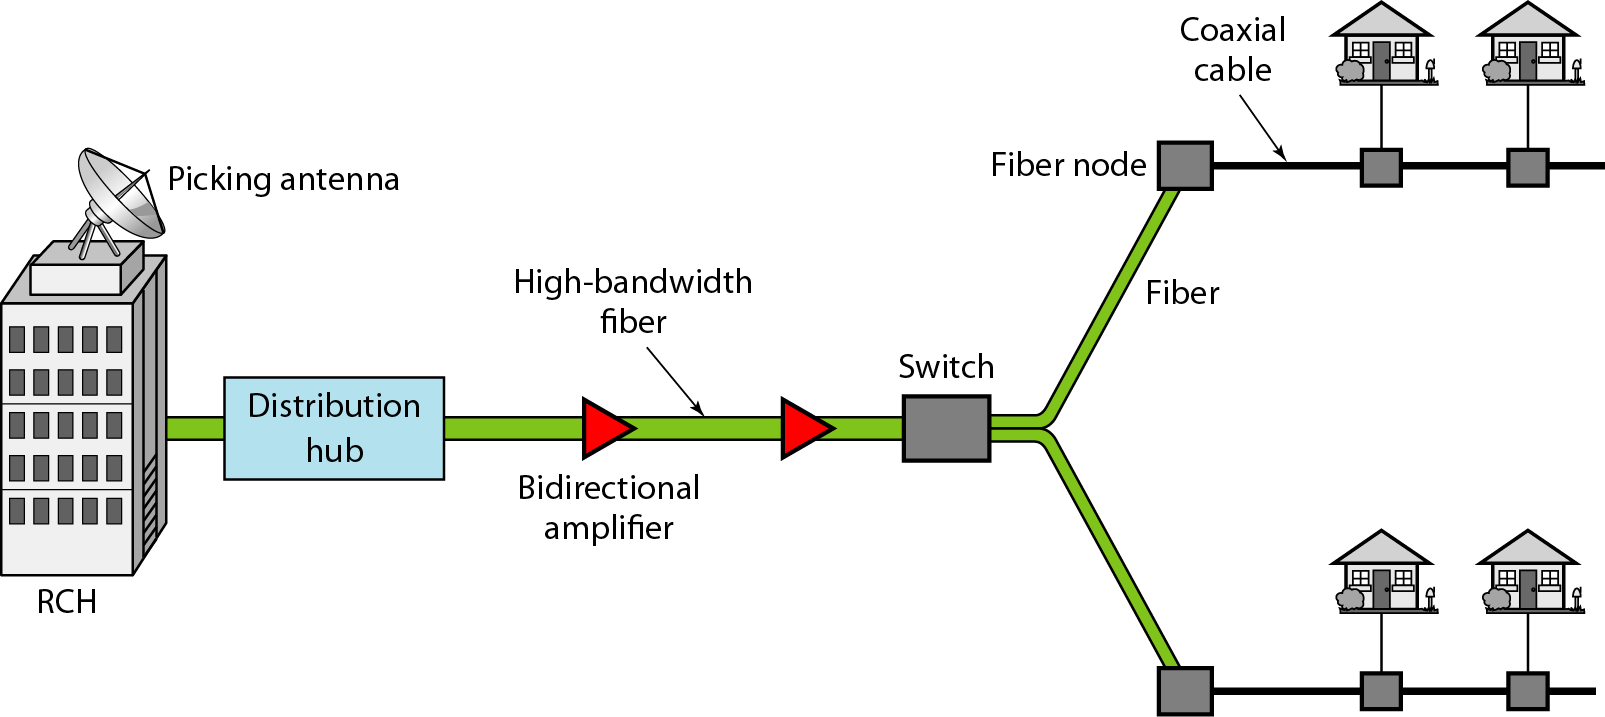 Coaxial
cable
Picking antenna
Fiber node
High-bandwidth
fiber
Fiber
Switch
Distribution
hub
Bidirectional
amplifier
RCH